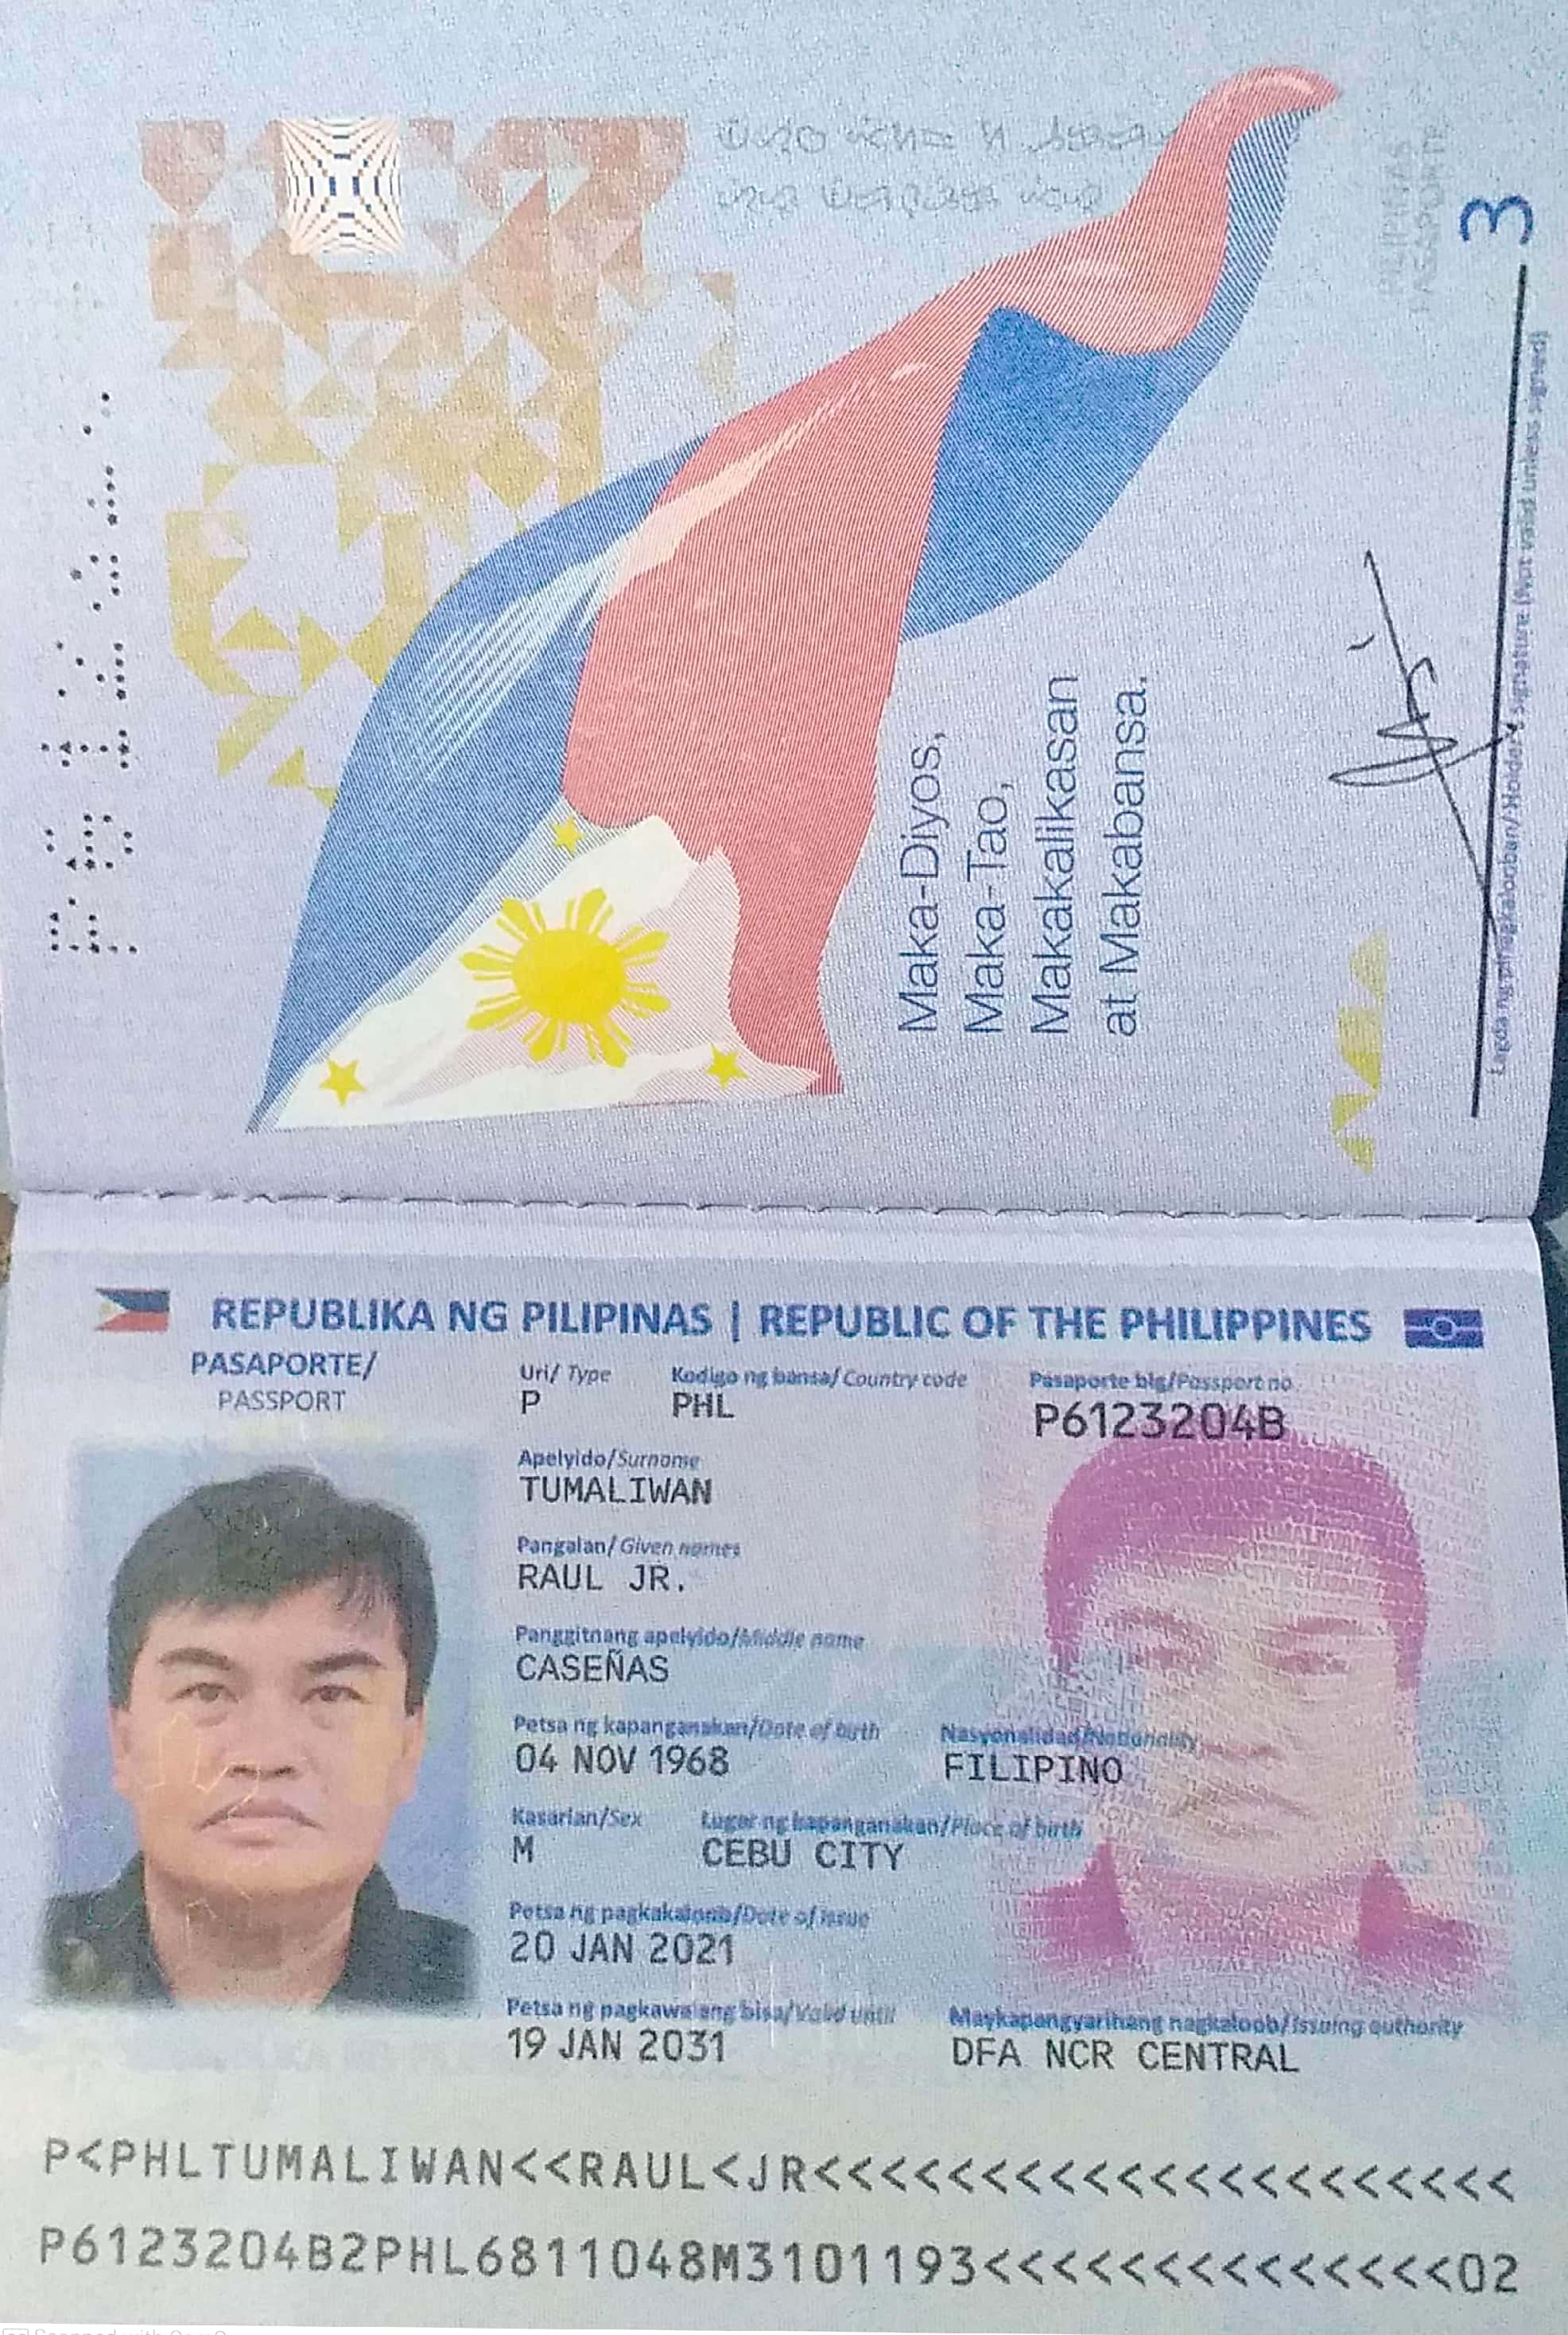 Maka-Diyos,
Maka-Tao,
Makakalikasan
at Makabansa.
PILIPINAS
PASAPORTE
3
Lagda ng pinagkalooban/ Holder's signature (Not valid unless signed)
REPUBLIKA NG PILIPINAS | REPUBLIC OF THE PHILIPPINES
PASAPORTE/
PASSPORT
Uri/ Type
P
Kodigo ng bansa/ Country code
PHL
Pasaporte blg/Passport no.
P6123204B
Apelyido/Surname
TUMALIWAN
Pangalan/ Given names
RAUL JR.
Panggitnang apelyido/Middle name
CASEÑAS
Petsa ng kapanganakan/Date of birth
04 NOV 1968
Nasyonalidad/Nationality
FILIPINO
Kasarian/Sex
M
Lugar ng kapanganakan/Place of birth
CEBU CITY
Petsa ng pagkakaloob/Date of issue
20 JAN 2021
Petsa ng pagkawalang bisa/Valid until
19 JAN 2031
Maykapangyarihang nagkaloob/Issuing authority
DFA NCR CENTRAL
P<PHLTUMALIWAN<<RAUL<JR<<<<<<<<<<<<<<<<<<<<<
P6123204B2PHL6811048M3101193<<<<<<<<<<<<<<02